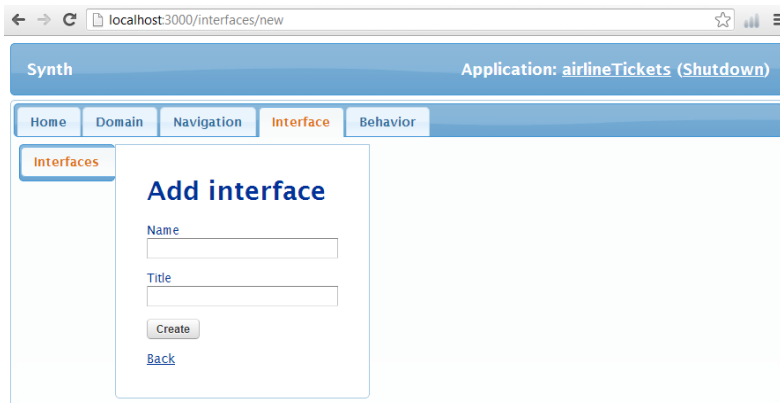 localhost:3000/interfaces/new
Synth
Application: airlineTickets (Shutdown)
Home Domain Navigation Interface Behavior
Interfaces
Add interface
Name
Title
Create
Back